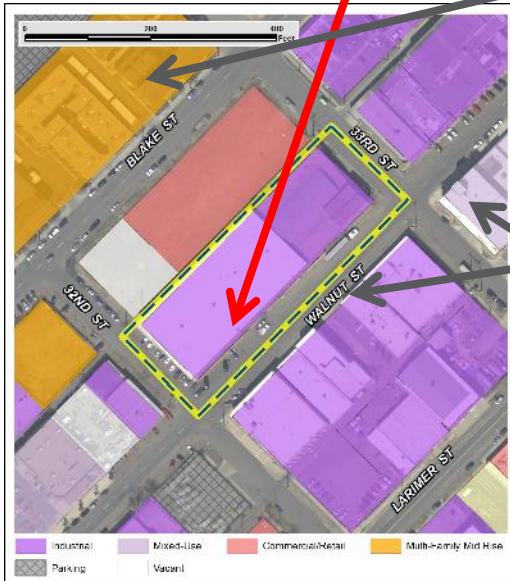 0 200 400
Feet
33RD ST
BLAKE ST
32ND ST
WALNUT ST
LARIMER ST
Industrial Mixed-Use Commercial/Retail Multi-Family Mid Rise
Parking Vacant